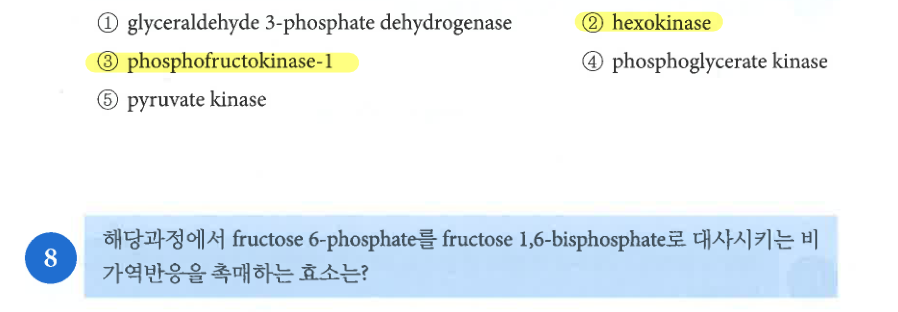 ① glyceraldehyde 3-phosphate dehydrogenase ② hexokinase
③ phosphofructokinase-1 ④ phosphoglycerate kinase
⑤ pyruvate kinase
8 해당과정에서 fructose 6-phosphate를 fructose 1,6-bisphosphate로 대사시키는 비
가역반응을 촉매하는 효소는?